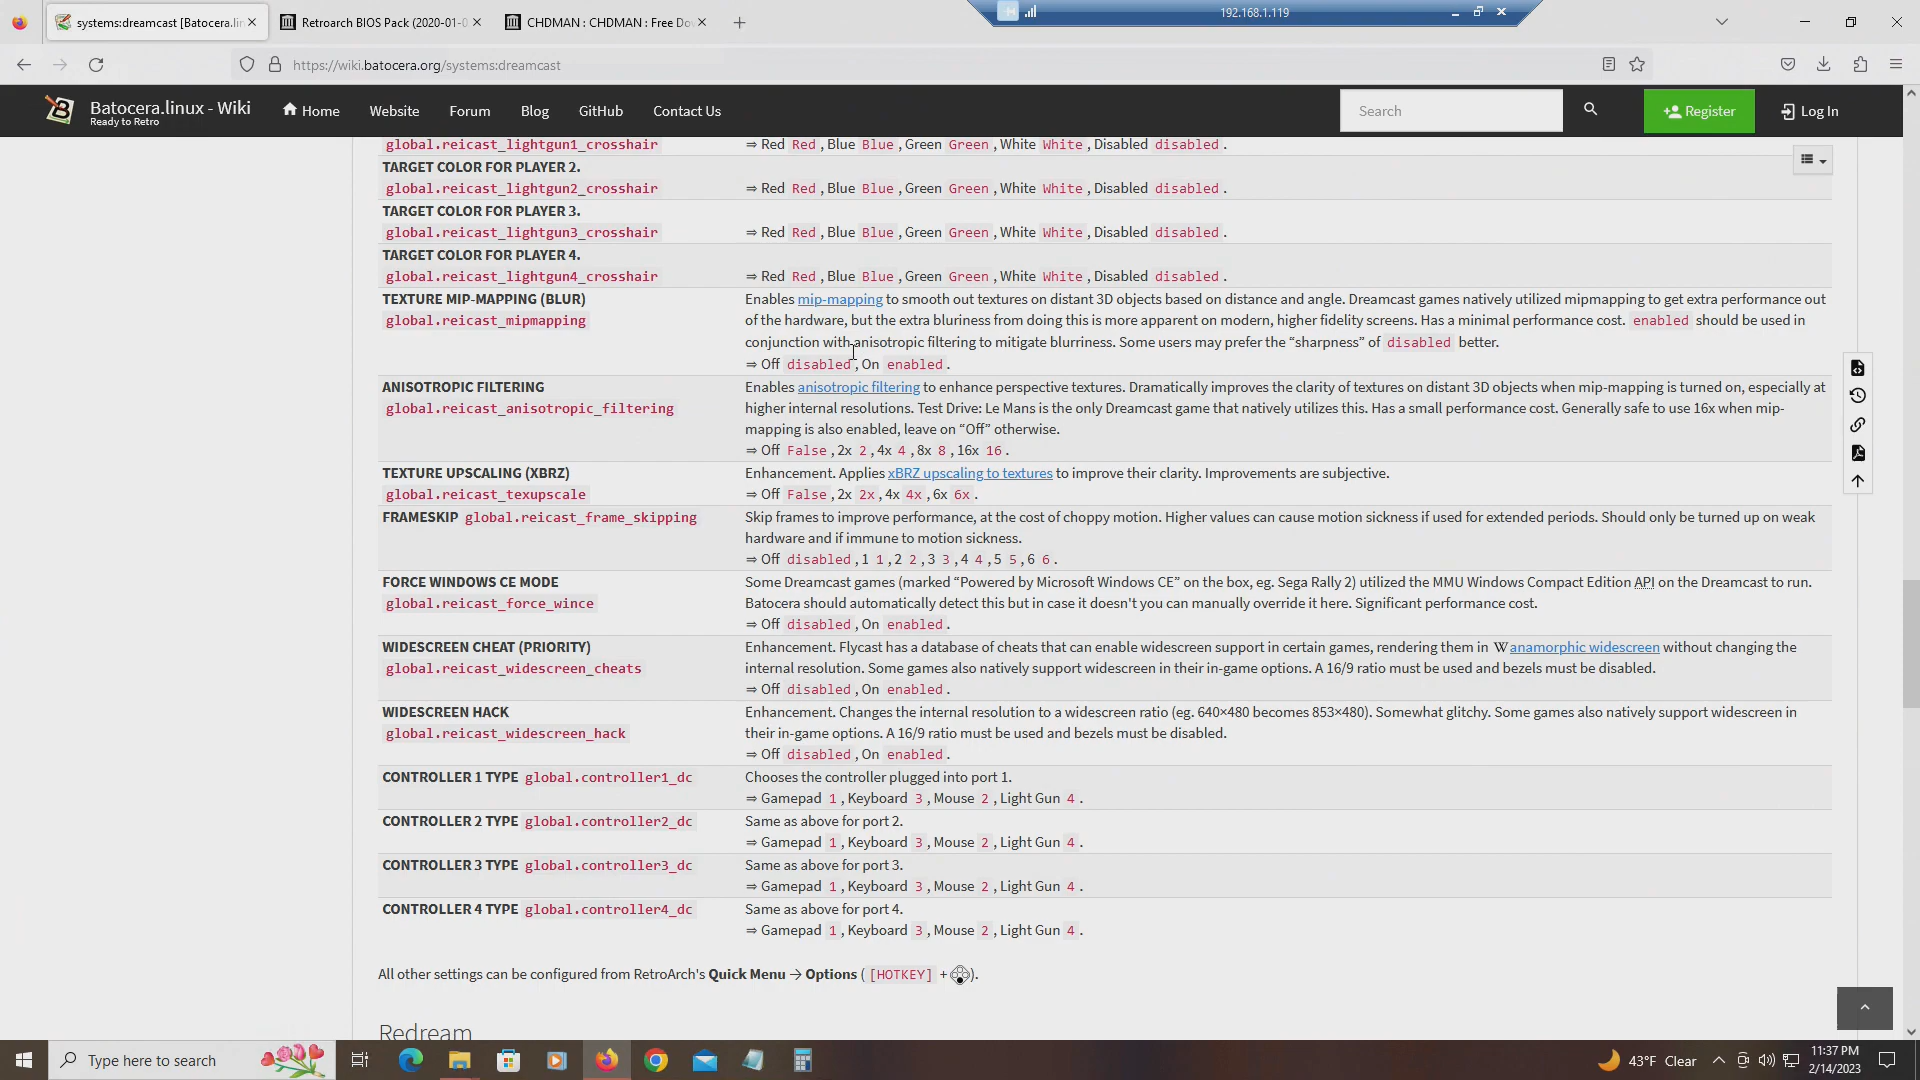 systems:dreamcast [Batocera.lin
Retroarch BIOS Pack (2020-01-0
CHDMAN : CHDMAN : Free Do
192.168.1.119
https://wiki.batocera.org/systems:dreamcast
Batocera.linux - Wiki
Ready to Retro
Home
Website
Forum
Blog
GitHub
Contact Us
Search
Register
Log In
global.reicast_lightgun1_crosshair ⇒ Red Red , Blue Blue , Green Green , White White , Disabled disabled .
TARGET COLOR FOR PLAYER 2.
global.reicast_lightgun2_crosshair ⇒ Red Red , Blue Blue , Green Green , White White , Disabled disabled .
TARGET COLOR FOR PLAYER 3.
global.reicast_lightgun3_crosshair ⇒ Red Red , Blue Blue , Green Green , White White , Disabled disabled .
TARGET COLOR FOR PLAYER 4.
global.reicast_lightgun4_crosshair ⇒ Red Red , Blue Blue , Green Green , White White , Disabled disabled .
TEXTURE MIP-MAPPING (BLUR)
global.reicast_mipmapping
Enables mip-mapping to smooth out textures on distant 3D objects based on distance and angle. Dreamcast games natively utilized mipmapping to get extra performance out
of the hardware, but the extra bluriness from doing this is more apparent on modern, higher fidelity screens. Has a minimal performance cost. enabled should be used in
conjunction with anisotropic filtering to mitigate blurriness. Some users may prefer the “sharpness” of disabled better.
⇒ Off disabled , On enabled .
ANISOTROPIC FILTERING
global.reicast_anisotropic_filtering
Enables anisotropic filtering to enhance perspective textures. Dramatically improves the clarity of textures on distant 3D objects when mip-mapping is turned on, especially at
higher internal resolutions. Test Drive: Le Mans is the only Dreamcast game that natively utilizes this. Has a small performance cost. Generally safe to use 16x when mip-
mapping is also enabled, leave on “Off” otherwise.
⇒ Off False , 2x 2 , 4x 4 , 8x 8 , 16x 16 .
TEXTURE UPSCALING (XBRZ)
global.reicast_texupscale
Enhancement. Applies xBRZ upscaling to textures to improve their clarity. Improvements are subjective.
⇒ Off False , 2x 2x , 4x 4x , 6x 6x .
FRAMESKIP global.reicast_frame_skipping
Skip frames to improve performance, at the cost of choppy motion. Higher values can cause motion sickness if used for extended periods. Should only be turned up on weak
hardware and if immune to motion sickness.
⇒ Off disabled , 1 1 , 2 2 , 3 3 , 4 4 , 5 5 , 6 6 .
FORCE WINDOWS CE MODE
global.reicast_force_wince
Some Dreamcast games (marked “Powered by Microsoft Windows CE” on the box, eg. Sega Rally 2) utilized the MMU Windows Compact Edition API on the Dreamcast to run.
Batocera should automatically detect this but in case it doesn't you can manually override it here. Significant performance cost.
⇒ Off disabled , On enabled .
WIDESCREEN CHEAT (PRIORITY)
global.reicast_widescreen_cheats
Enhancement. Flycast has a database of cheats that can enable widescreen support in certain games, rendering them in W anamorphic widescreen without changing the
internal resolution. Some games also natively support widescreen in their in-game options. A 16/9 ratio must be used and bezels must be disabled.
⇒ Off disabled , On enabled .
WIDESCREEN HACK
global.reicast_widescreen_hack
Enhancement. Changes the internal resolution to a widescreen ratio (eg. 640×480 becomes 853×480). Somewhat glitchy. Some games also natively support widescreen in
their in-game options. A 16/9 ratio must be used and bezels must be disabled.
⇒ Off disabled , On enabled .
CONTROLLER 1 TYPE global.controller1_dc
Chooses the controller plugged into port 1.
⇒ Gamepad 1 , Keyboard 3 , Mouse 2 , Light Gun 4 .
CONTROLLER 2 TYPE global.controller2_dc
Same as above for port 2.
⇒ Gamepad 1 , Keyboard 3 , Mouse 2 , Light Gun 4 .
CONTROLLER 3 TYPE global.controller3_dc
Same as above for port 3.
⇒ Gamepad 1 , Keyboard 3 , Mouse 2 , Light Gun 4 .
CONTROLLER 4 TYPE global.controller4_dc
Same as above for port 4.
⇒ Gamepad 1 , Keyboard 3 , Mouse 2 , Light Gun 4 .
All other settings can be configured from RetroArch's Quick Menu → Options ( [HOTKEY] + ).
Redream
Type here to search
43°F Clear
11:37 PM
2/14/2023